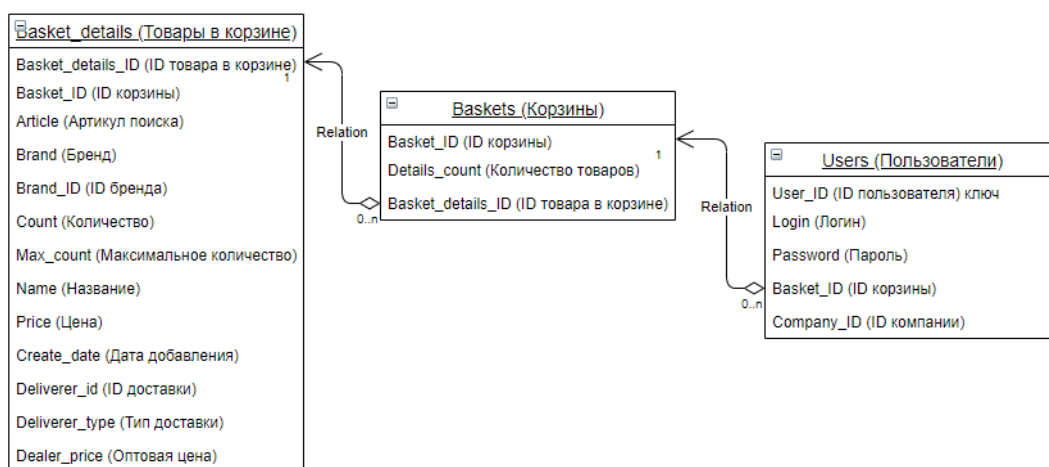 Basket_details (Товары в корзине)
Basket_details_ID (ID товара в корзине)
1
Basket_ID (ID корзины)
Article (Артикул поиска)
Brand (Бренд)
Brand_ID (ID бренда)
Count (Количество)
Max_count (Максимальное количество)
Name (Название)
Price (Цена)
Create_date (Дата добавления)
Deliverer_id (ID доставки)
Deliverer_type (Тип доставки)
Dealer_price (Оптовая цена)
Relation
0..n
Baskets (Корзины)
Basket_ID (ID корзины)
1
Details_count (Количество товаров)
Basket_details_ID (ID товара в корзине)
Relation
0..n
Users (Пользователи)
User_ID (ID пользователя) ключ
Login (Логин)
Password (Пароль)
Basket_ID (ID корзины)
Company_ID (ID компании)